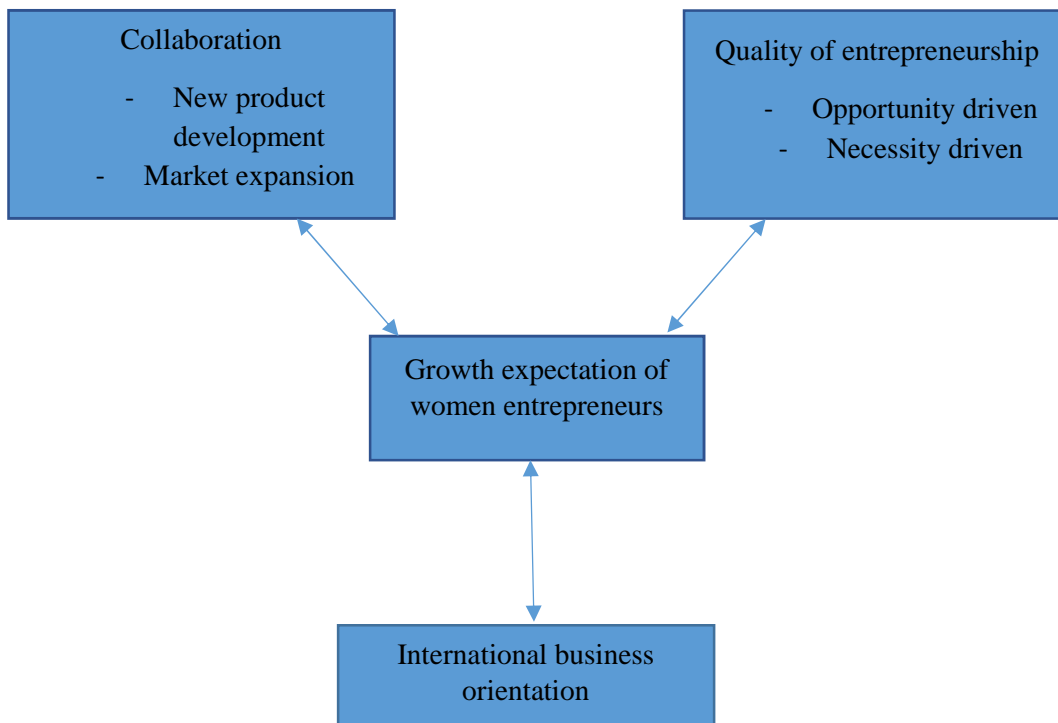 Collaboration
- New product
development
- Market expansion
Quality of entrepreneurship
- Opportunity driven
- Necessity driven
Growth expectation of
women entrepreneurs
International business
orientation